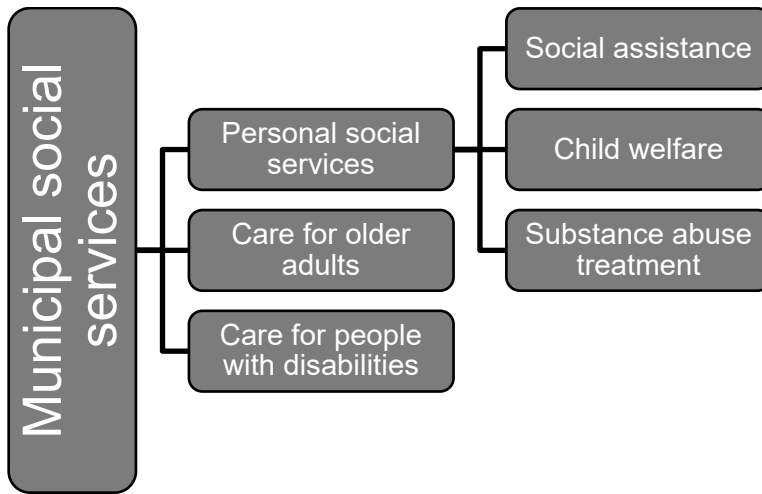 Municipal social
services
Personal social
services
Care for older
adults
Care for people
with disabilities
Social assistance
Child welfare
Substance abuse
treatment